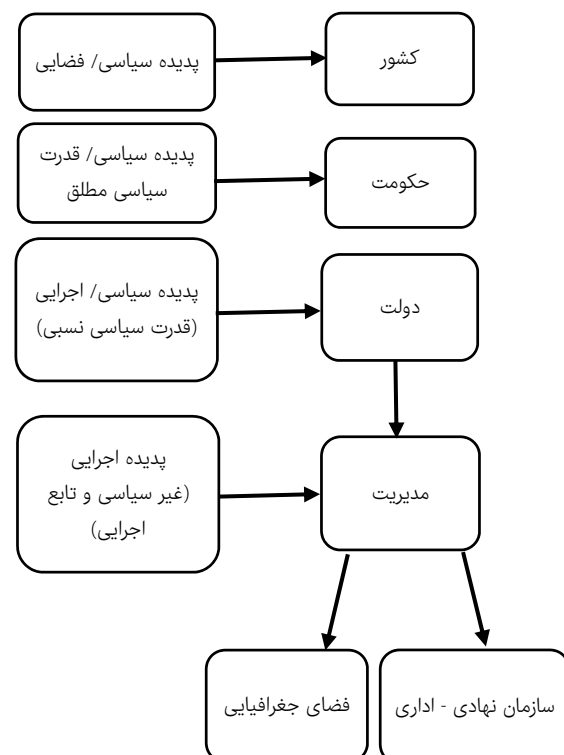 کشور
پدیده سیاسی/ فضایی
حکومت
پدیده سیاسی/ قدرت
سیاسی مطلق
دولت
پدیده سیاسی/ اجرایی
(قدرت سیاسی نسبی)
مدیریت
پدیده اجرایی
(غیر سیاسی و تابع
اجرایی)
سازمان نهادی - اداری
فضای جغرافیایی